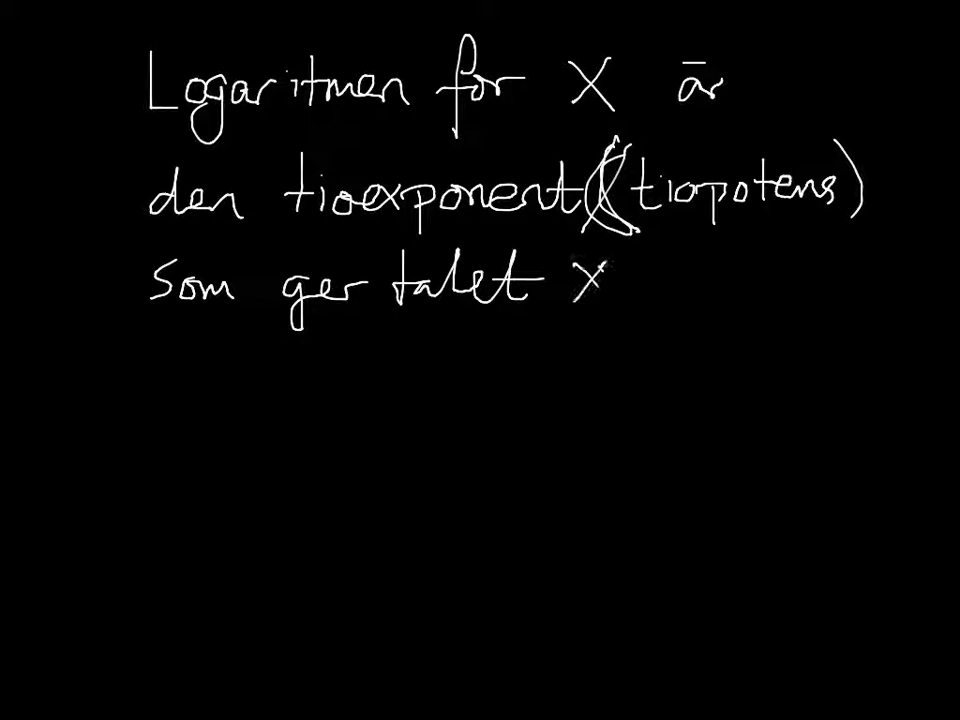 Logaritmen för X är
den tioexponent (tiopotens)
som ger talet X